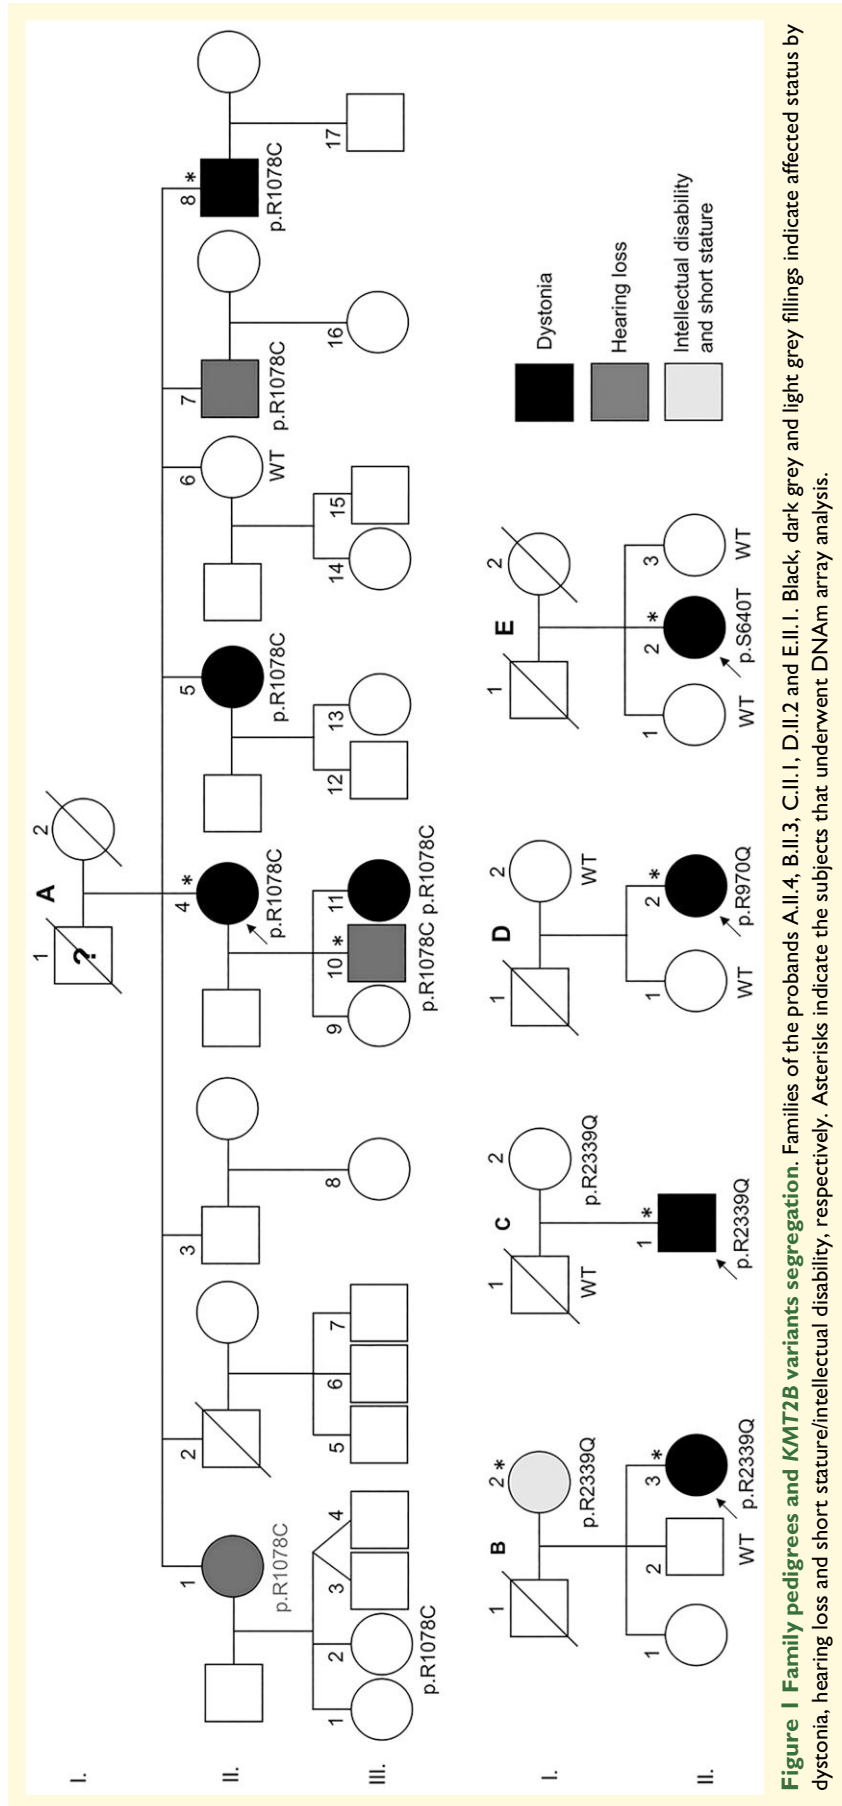 A
I.
1
?
2
II.
1
p.R1078C
2
3
4
*
p.R1078C
5
p.R1078C
6
WT
7
p.R1078C
8
*
p.R1078C
III.
1
2
p.R1078C
3
4
5
6
7
8
9
10
*
p.R1078C
11
p.R1078C
12
13
14
15
16
17
B
I.
1
2
*
p.R2339Q
II.
1
2
WT
3
*
p.R2339Q
C
1
WT
2
p.R2339Q
1
*
p.R2339Q
D
1
2
WT
1
WT
2
*
p.R970Q
E
1
2
1
WT
2
*
p.S640T
3
WT
Dystonia
Hearing loss
Intellectual disability
and short stature
Figure 1 Family pedigrees and KMT2B variants segregation. Families of the probands A.II.4, B.II.3, C.II.1, D.II.2 and E.II.1. Black, dark grey and light grey fillings indicate affected status by
dystonia, hearing loss and short stature/intellectual disability, respectively. Asterisks indicate the subjects that underwent DNAm array analysis.